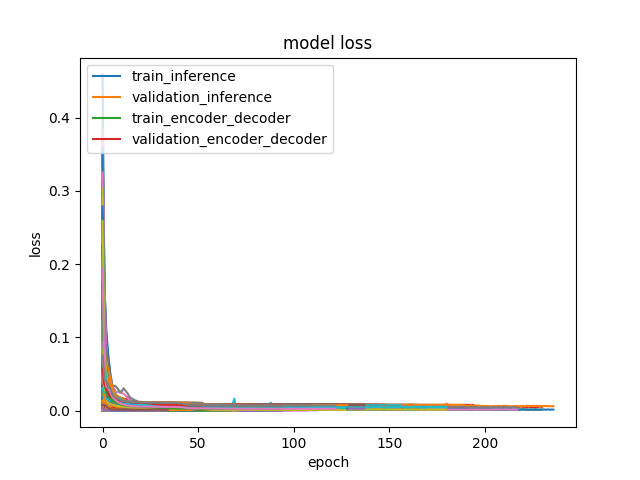 model loss
train_inference
validation_inference
train_encoder_decoder
validation_encoder_decoder
0.4
0.3
0.2
0.1
0.0
loss
0
50
100
150
200
epoch